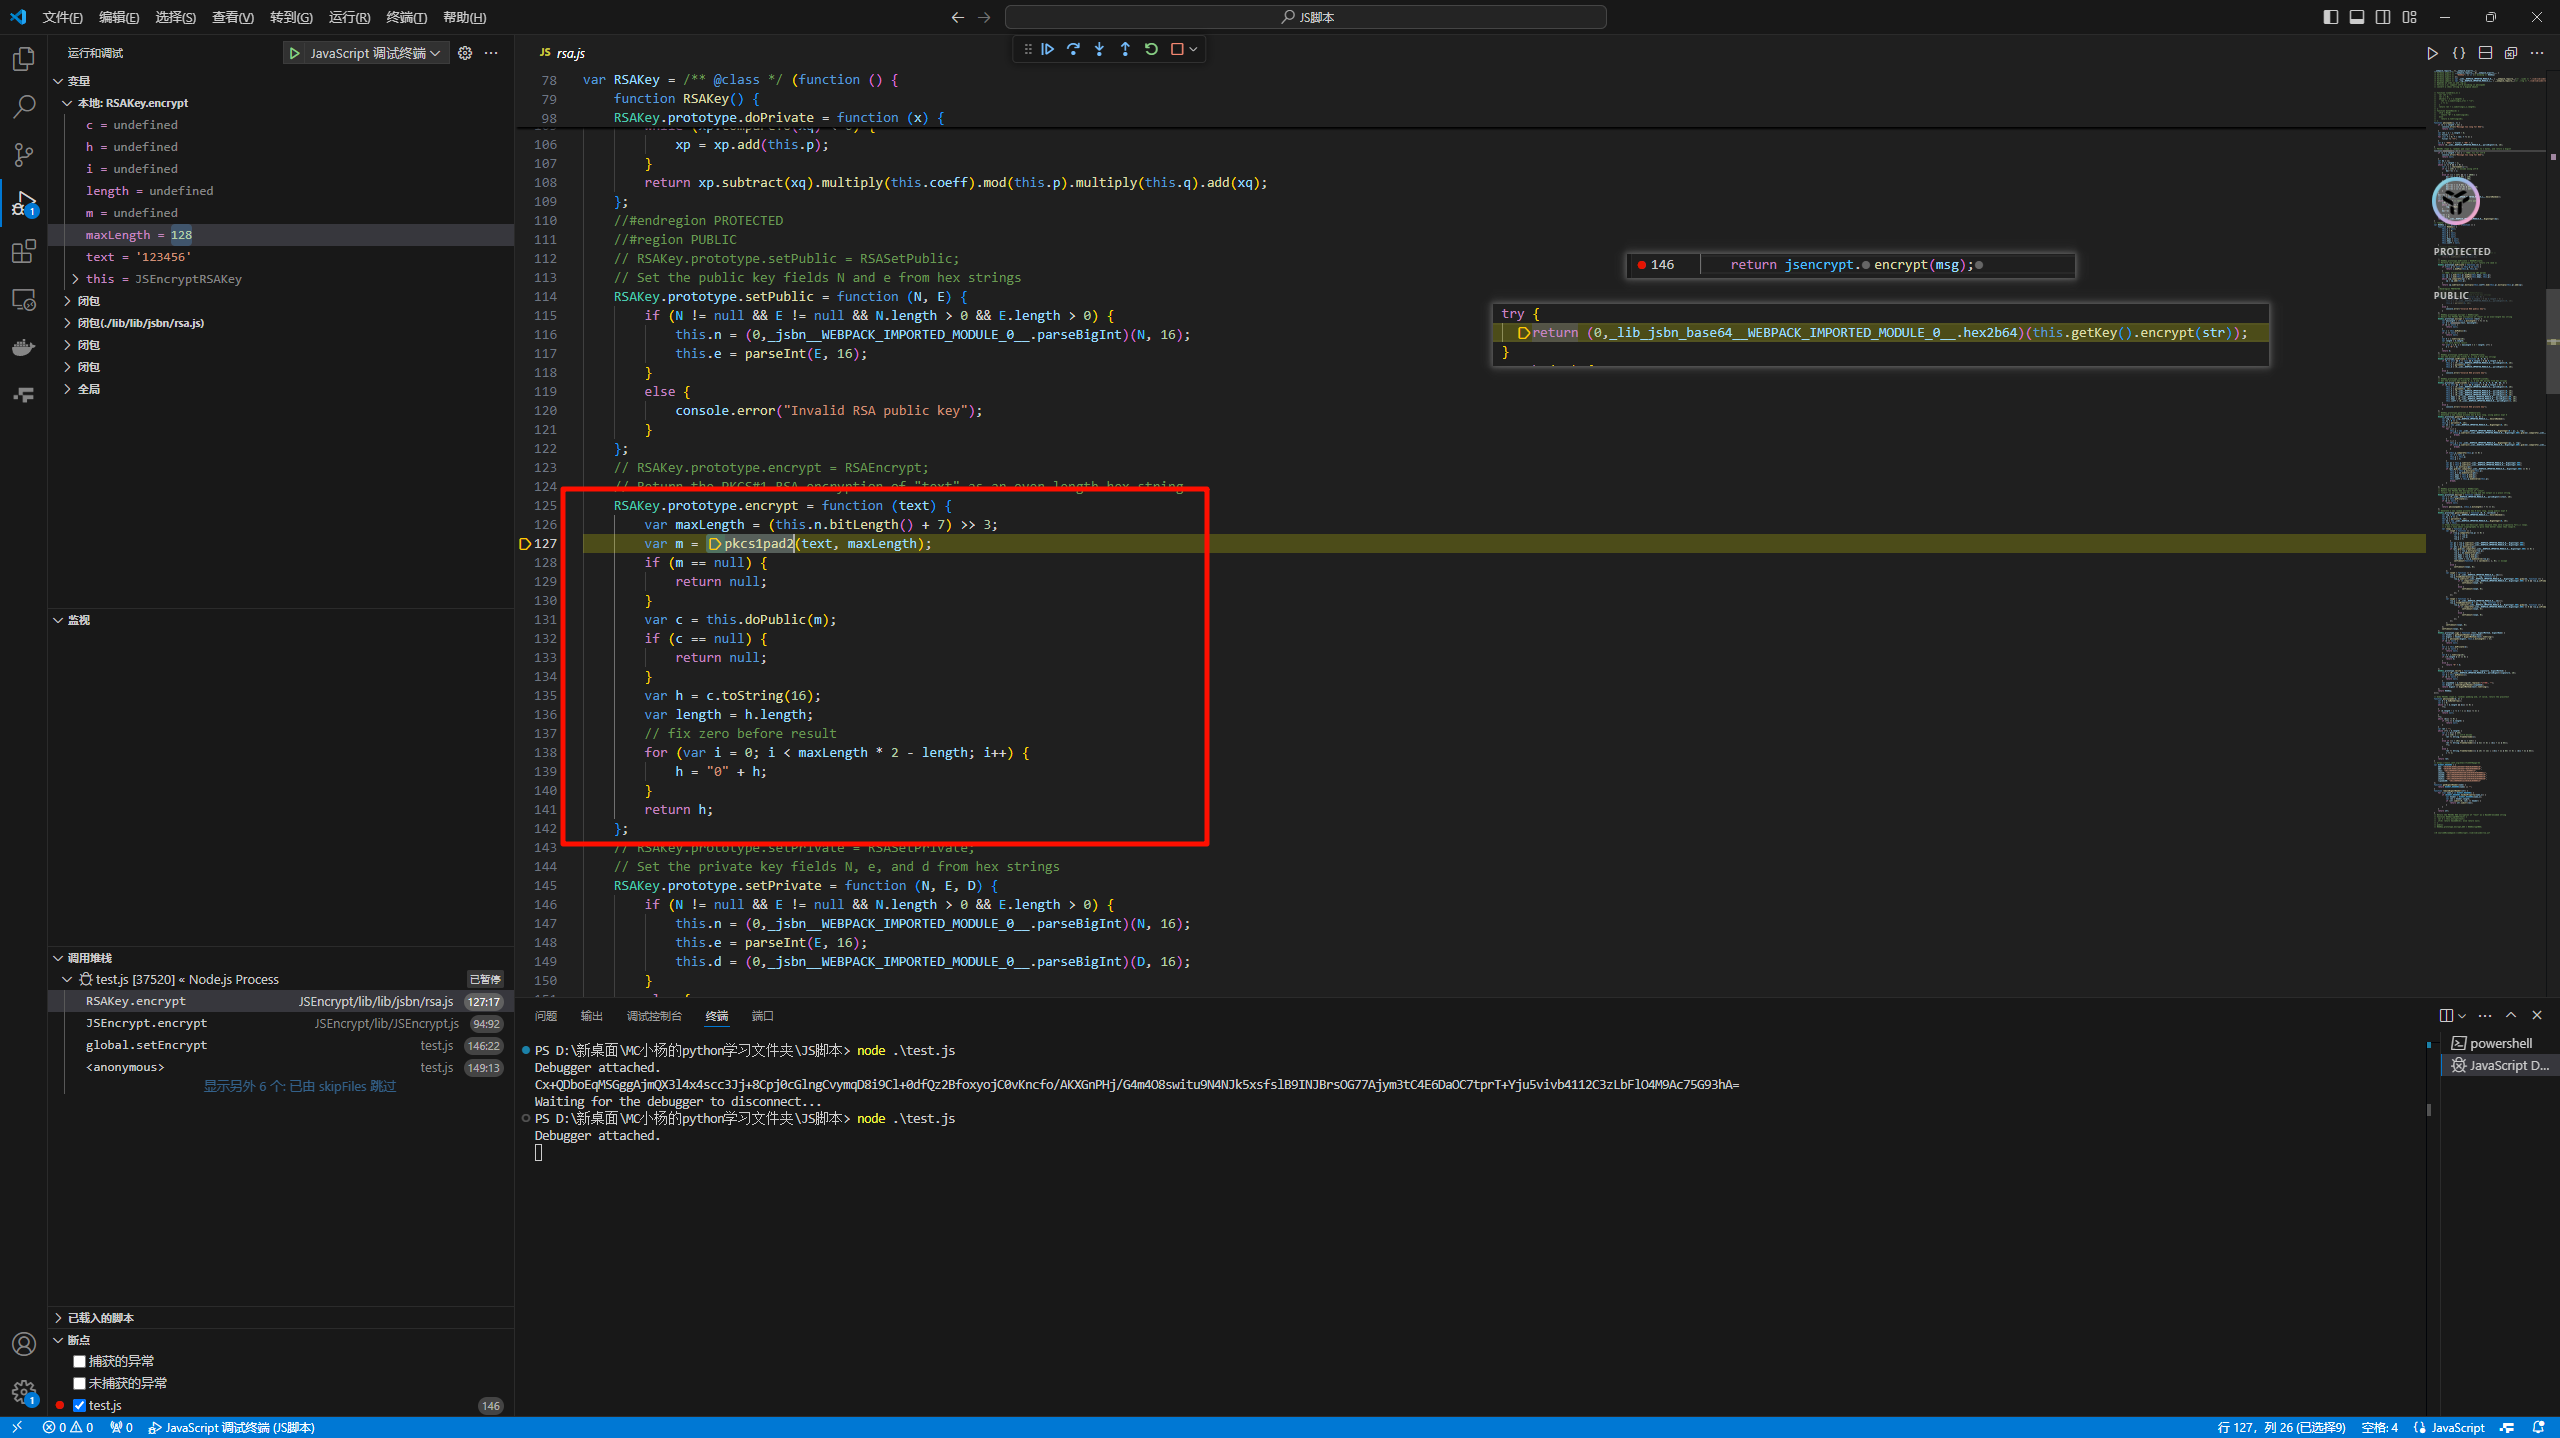 文件(F) 编辑(E) 选择(S) 查看(V) 转到(G) 运行(R) 终端(T) 帮助(H)
JS脚本
运行和调试
JavaScript 调试终端
变量
本地: RSAKey.encrypt
c = undefined
h = undefined
i = undefined
length = undefined
m = undefined
maxLength = 128
text = '123456'
this = JSEncryptRSAKey
闭包
闭包(./lib/lib/jsbn/rsa.js)
闭包
闭包
全局
监视
调用堆栈
test.js [37520] « Node.js Process 已暂停
RSAKey.encrypt JSEncrypt/lib/lib/jsbn/rsa.js 127:17
JSEncrypt.encrypt JSEncrypt/lib/JSEncrypt.js 94:92
global.setEncrypt test.js 146:22
<anonymous> test.js 149:13
显示另外 6 个: 已由 skipFiles 跳过
已载入的脚本
断点
捕获的异常
未捕获的异常
test.js 146
JS rsa.js
78 var RSAKey = /** @class */ (function () {
79 function RSAKey() {
98 RSAKey.prototype.doPrivate = function (x) {
106 xp = xp.add(this.p);
107 }
108 return xp.subtract(xq).multiply(this.coeff).mod(this.p).multiply(this.q).add(xq);
109 };
110 //#endregion PROTECTED
111 //#region PUBLIC
112 // RSAKey.prototype.setPublic = RSASetPublic;
113 // Set the public key fields N and e from hex strings
114 RSAKey.prototype.setPublic = function (N, E) {
115 if (N != null && E != null && N.length > 0 && E.length > 0) {
116 this.n = (0,_jsbn__WEBPACK_IMPORTED_MODULE_0__.parseBigInt)(N, 16);
117 this.e = parseInt(E, 16);
118 }
119 else {
120 console.error("Invalid RSA public key");
121 }
122 };
123 // RSAKey.prototype.encrypt = RSAEncrypt;
124 // Return the PKCS#1 RSA encryption of "text" as an even-length hex string
125 RSAKey.prototype.encrypt = function (text) {
126 var maxLength = (this.n.bitLength() + 7) >> 3;
127 var m = pkcs1pad2(text, maxLength);
128 if (m == null) {
129 return null;
130 }
131 var c = this.doPublic(m);
132 if (c == null) {
133 return null;
134 }
135 var h = c.toString(16);
136 var length = h.length;
137 // fix zero before result
138 for (var i = 0; i < maxLength * 2 - length; i++) {
139 h = "0" + h;
140 }
141 return h;
142 };
143 // RSAKey.prototype.setPrivate = RSASetPrivate;
144 // Set the private key fields N, e, and d from hex strings
145 RSAKey.prototype.setPrivate = function (N, E, D) {
146 if (N != null && E != null && N.length > 0 && E.length > 0) {
147 this.n = (0,_jsbn__WEBPACK_IMPORTED_MODULE_0__.parseBigInt)(N, 16);
148 this.e = parseInt(E, 16);
149 this.d = (0,_jsbn__WEBPACK_IMPORTED_MODULE_0__.parseBigInt)(D, 16);
150 }
146 return jsencrypt.encrypt(msg);
try {
return (0,_lib_jsbn_base64__WEBPACK_IMPORTED_MODULE_0__.hex2b64)(this.getKey().encrypt(str));
}
PROTECTED
PUBLIC
问题 输出 调试控制台 终端 端口
PS D:\新桌面\MC小杨的python学习文件夹\JS脚本> node .\test.js
Debugger attached.
Cx+QDboEqMSGggAjmQX3l4x4scc3Jj+8Cpj0cGlngCvymqD8i9Cl+0dfQz2BfoxyojC0vKncfo/AKXGnPHj/G4m4O8switu9N4NJk5xsfslB9INJBrsOG77Ajym3tC4E6DaOC7tprT+Yju5vivb4112C3zLbFlO4M9Ac75G93hA=
Waiting for the debugger to disconnect...
PS D:\新桌面\MC小杨的python学习文件夹\JS脚本> node .\test.js
Debugger attached.
powershell
JavaScript D...
0 0 0 JavaScript 调试终端 (JS脚本)
行 127，列 26 (已选择9) 空格: 4 JavaScript